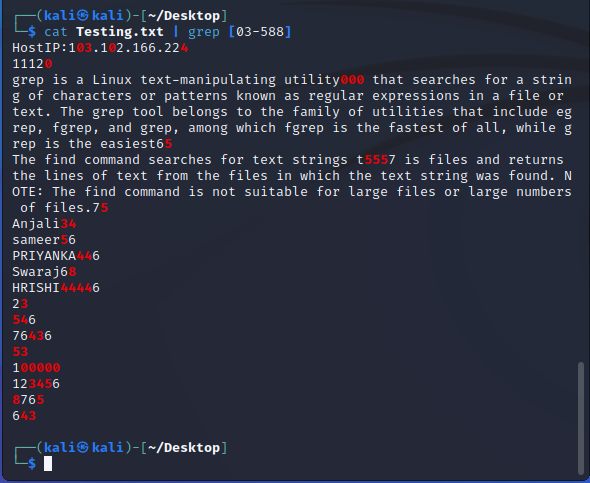 ┌──(kali㉿kali)-[~/Desktop]
└─$ cat Testing.txt | grep [03-588]
HostIP:103.102.166.224
11120
grep is a Linux text-manipulating utility000 that searches for a strin
g of characters or patterns known as regular expressions in a file or
text. The grep tool belongs to the family of utilities that include eg
rep, fgrep, and grep, among which fgrep is the fastest of all, while g
rep is the easiest65
The find command searches for text strings t5557 is files and returns
the lines of text from the files in which the text string was found. N
OTE: The find command is not suitable for large files or large numbers
 of files.75
Anjali34
sameer56
PRIYANKA446
Swaraj68
HRISHI44446
23
546
76436
53
100000
123456
8765
643
┌──(kali㉿kali)-[~/Desktop]
└─$